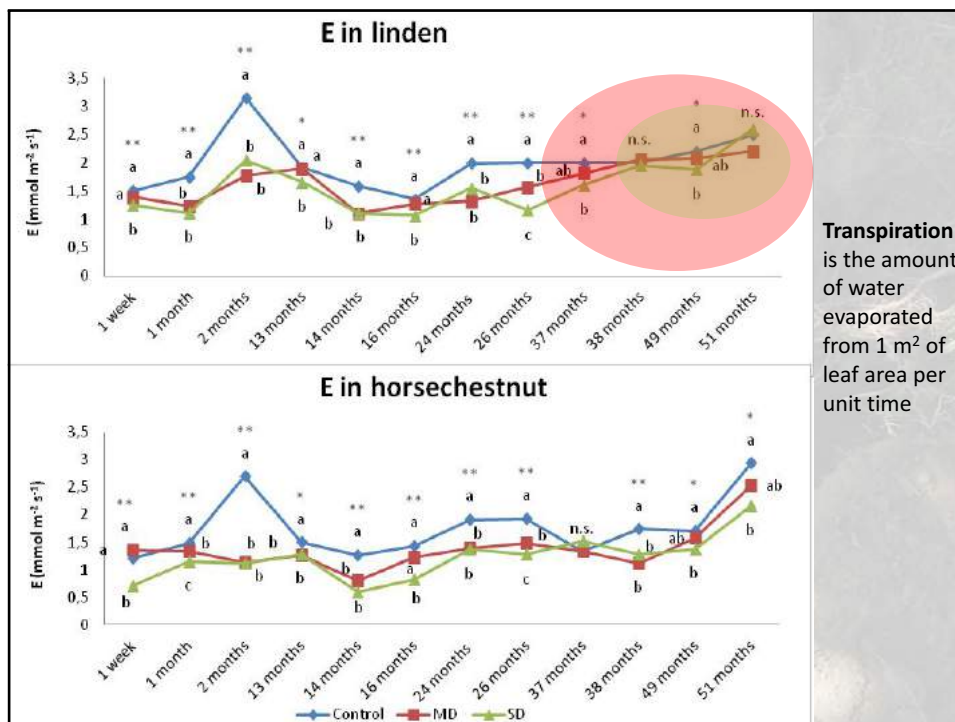 E in linden
E (mmol m-2 s-1)
3,5
3
2,5
2
1,5
1
0,5
0
** ** ** * ** ** ** ** * n.s. * n.s.
a a a a a a a a a a
a b b a b b b a b b ab ab
b b b b b b b c b b
1 week
1 month
2 months
13 months
14 months
16 months
24 months
26 months
37 months
38 months
49 months
51 months
Transpiration
is the amount
of water
evaporated
from 1 m2 of
leaf area per
unit time
E in horsechestnut
E (mmol m-2 s-1)
3,5
3
2,5
2
1,5
1
0,5
0
** ** ** * ** ** ** ** n.s. ** * *
a a a a a a a a a a a
a b b b b a b b b ab ab
b c b b b b b c b b
1 week
1 month
2 months
13 months
14 months
16 months
24 months
26 months
37 months
38 months
49 months
51 months
Control MD SD